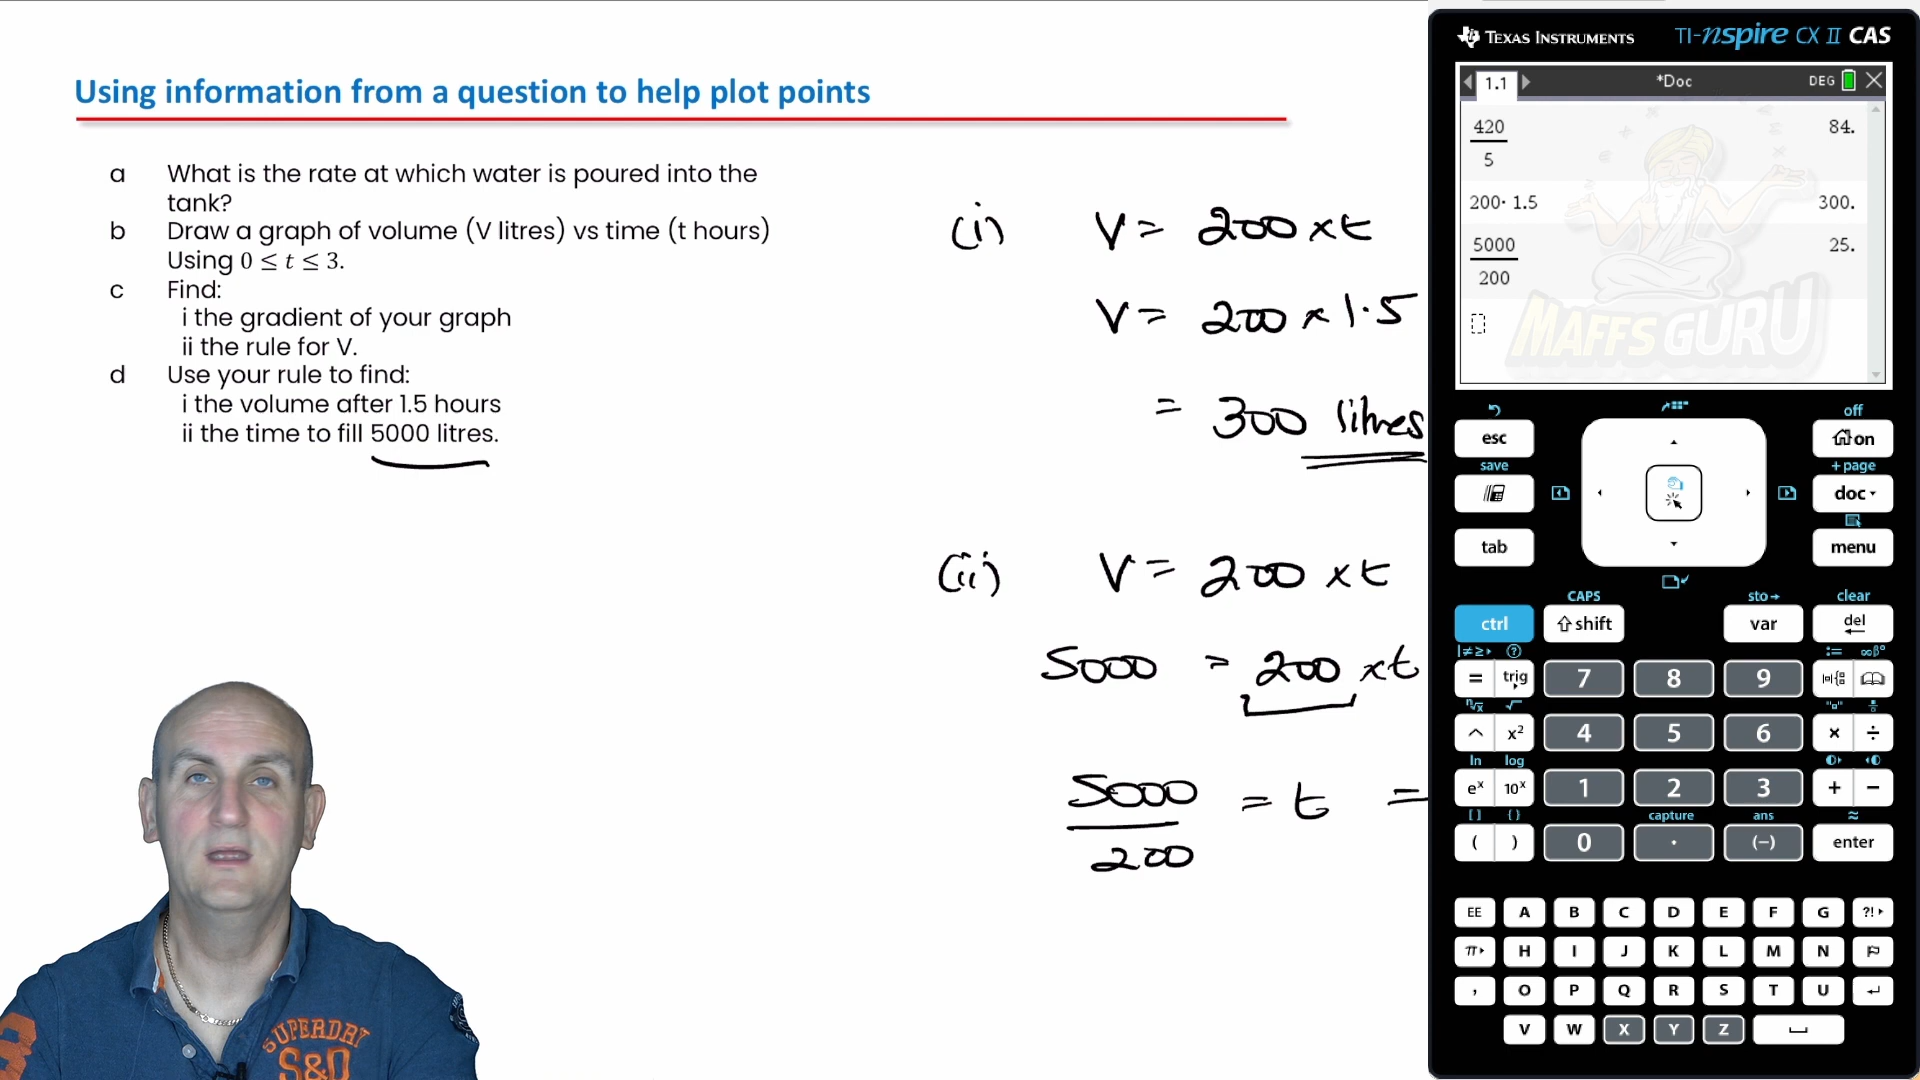 Using information from a question to help plot points
a What is the rate at which water is poured into the
tank?
b Draw a graph of volume (V litres) vs time (t hours)
Using 0 ≤ t ≤ 3.
c Find:
i the gradient of your graph
ii the rule for V.
d Use your rule to find:
i the volume after 1.5 hours
ii the time to fill 5000 litres.
(i) V = 200 × t
V = 200 × 1.5
= 300 litres
(ii) V = 200 × t
5000 = 200 × t
5000
200
= t =
SUPERDRY
S&D
TEXAS INSTRUMENTS TI-nspire CX II CAS
1.1 *Doc DEG
420
5
84.
200· 1.5 300.
5000
200
25.
MAFFS GURU
off
esc on
save + page
doc
tab menu
CAPS sto→ clear
ctrl shift var del
|≠≥▸ ? := ∞β°
= trig 7 8 9
ⁿ√x √ "▫"
^ x² 4 5 6 × ÷
ln log
eˣ 10ˣ 1 2 3 + −
[ ] { } capture ans ≈
( ) 0 . (−) enter
EE A B C D E F G ?!▸
π▸ H I J K L M N
, O P Q R S T U ↵
V W X Y Z